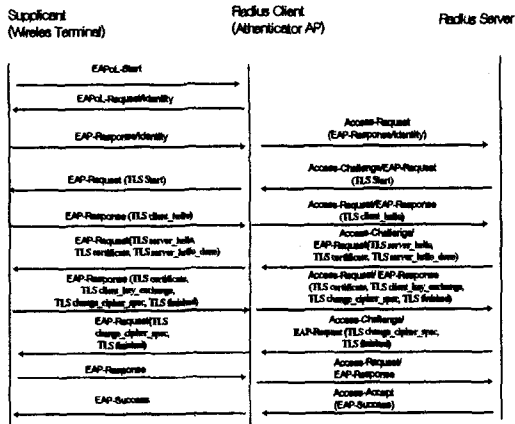 Supplicant
(Wireles Terminal)
Radius Client
(Athenticator AP)
Radius Server
EAPoL-Start
EAPoL-Request/Identity
EAP-Response/Identity
Access-Request
(EAP-Response/Identity)
EAP-Request (TLS Start)
Access-Challenge/EAP-Request
(TLS Start)
EAP-Response (TLS client_hello)
Access-Request/EAP-Response
(TLS client_hello)
EAP-Request(TLS server_hello,
TLS certificate, TLS server_hello_done)
Access-Challenge/
EAP-Request(TLS server_hello,
TLS certificate, TLS server_hello_done)
EAP-Response (TLS certificate,
TLS client_key_exchange,
TLS change_cipher_spec, TLS finished)
Access-Request/ EAP-Response
(TLS certificate, TLS client_key_exchange,
TLS change_cipher_spec, TLS finished)
EAP-Request(TLS
change_cipher_spec,
TLS finished)
Access-Challenge/
EAP-Request (TLS change_cipher_spec,
TLS finished)
EAP-Response
Access-Request/
EAP-Response
EAP-Success
Access-Accept
(EAP-Success)